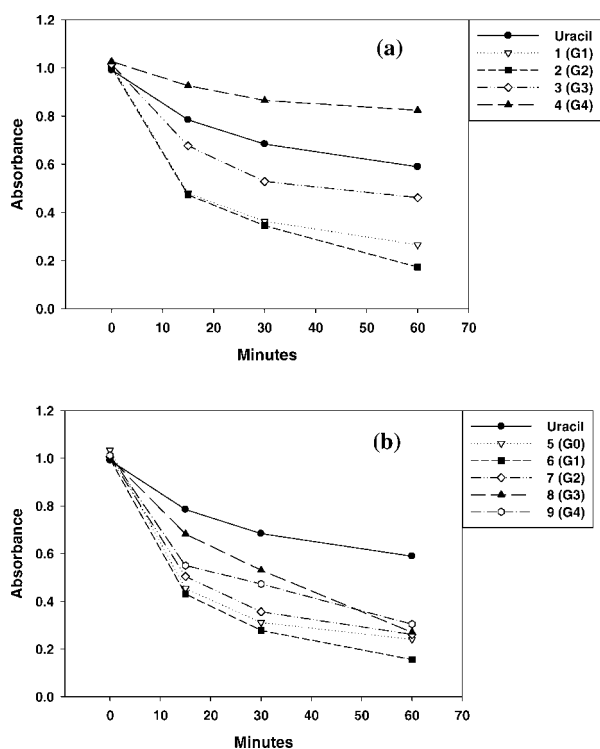 (a)
Uracil
1 (G1)
2 (G2)
3 (G3)
4 (G4)
Absorbance
1.2
1.0
0.8
0.6
0.4
0.2
0.0
0 10 20 30 40 50 60 70
Minutes
(b)
Uracil
5 (G0)
6 (G1)
7 (G2)
8 (G3)
9 (G4)
Absorbance
1.2
1.0
0.8
0.6
0.4
0.2
0.0
0 10 20 30 40 50 60 70
Minutes